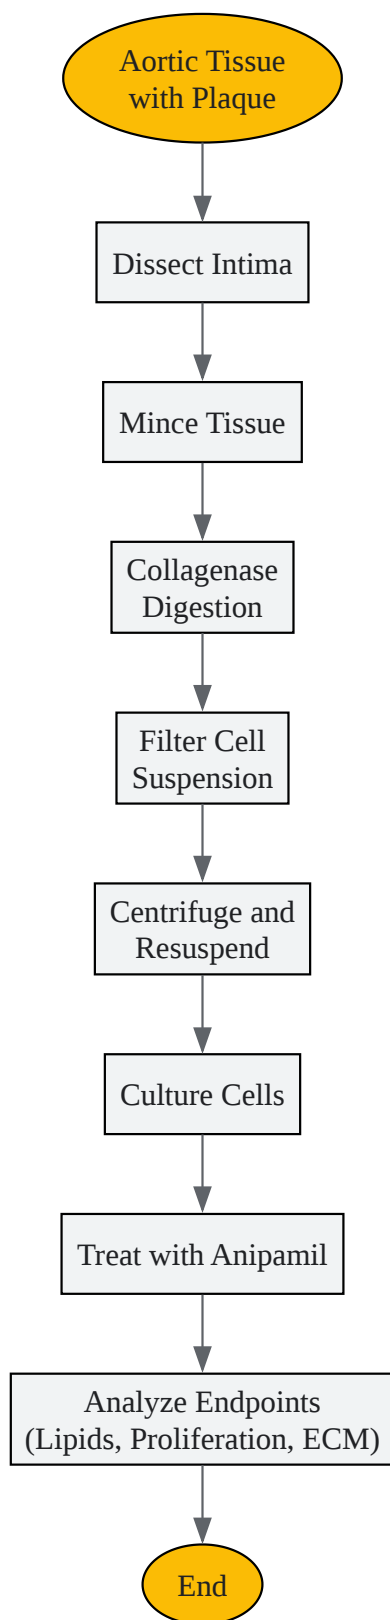 Aortic Tissue
with Plaque
Dissect Intima
Mince Tissue
Collagenase
Digestion
Filter Cell
Suspension
Centrifuge and
Resuspend
Culture Cells
Treat with Anipamil
Analyze Endpoints
(Lipids, Proliferation, ECM)
End